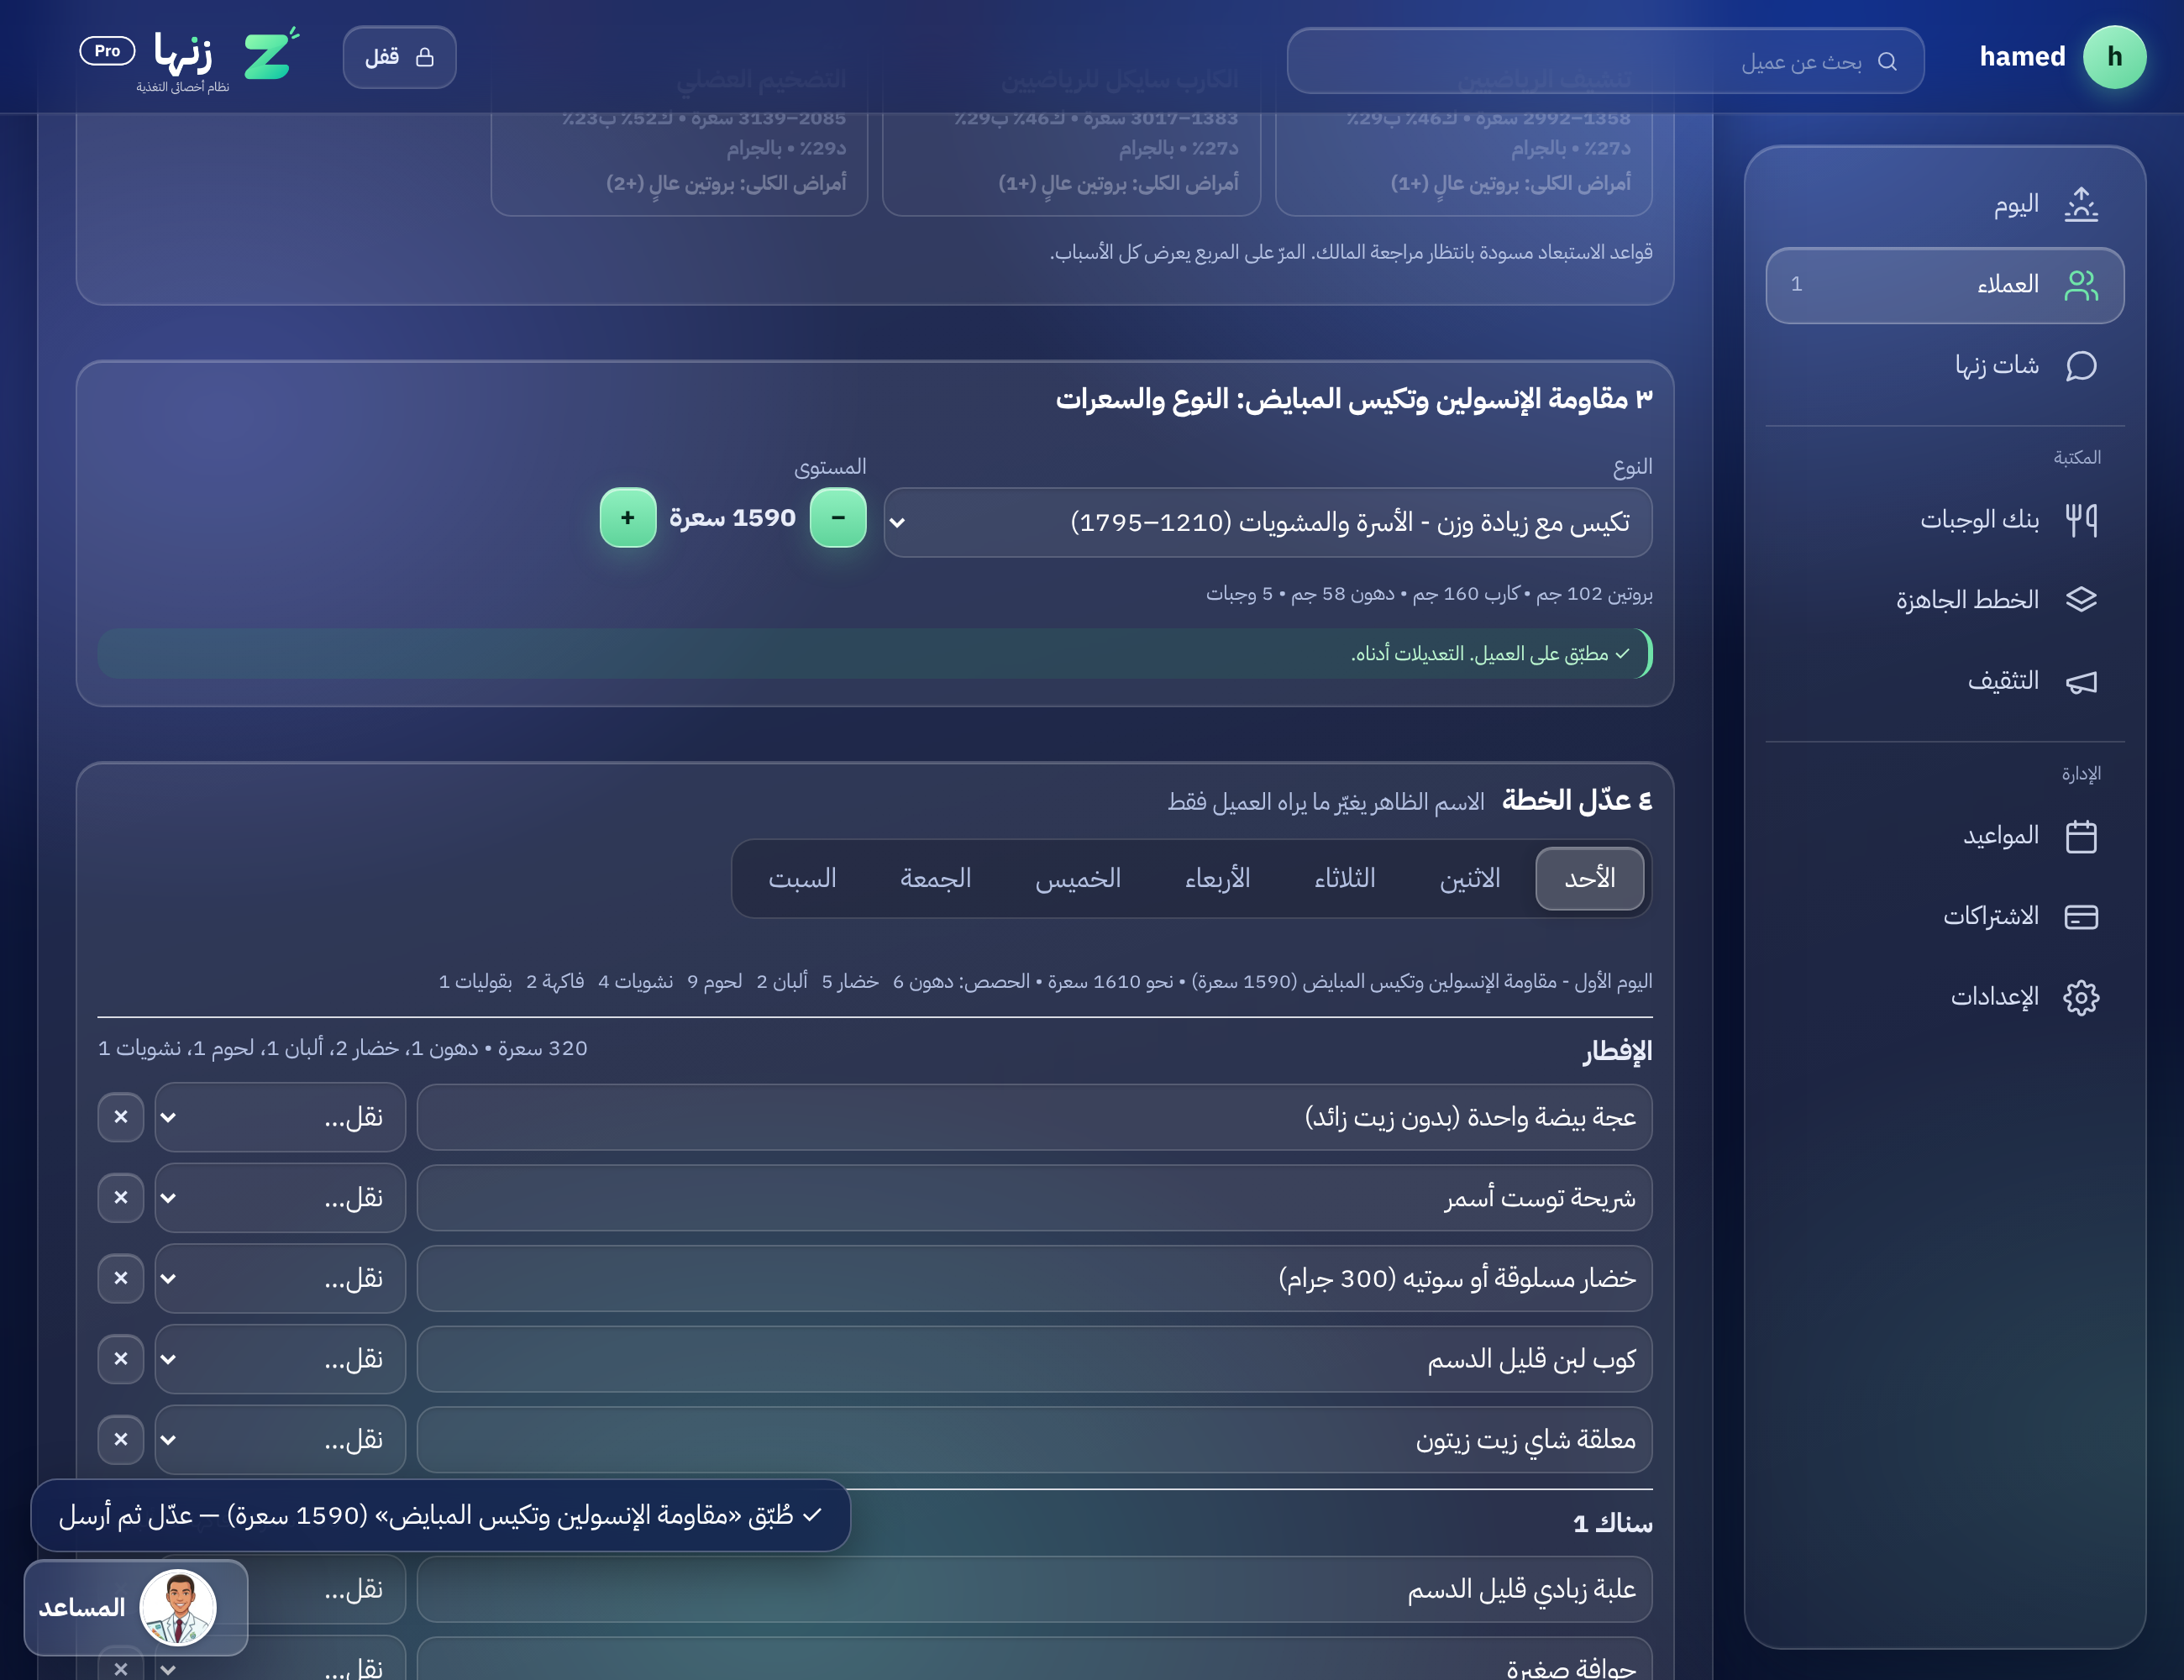 h
hamed
بحث عن عميل
قفل
زنها
Pro
نظام أخصائي التغذية
اليوم
العملاء
1
شات زنها
المكتبة
بنك الوجبات
الخطط الجاهزة
التثقيف
الإدارة
المواعيد
الاشتراكات
الإعدادات
تنشيف الرياضيين
1358–2992 سعرة • ك46٪ ب29٪
د27٪ • بالجرام
أمراض الكلى: بروتين عالٍ (+1)
الكارب سايكل للرياضيين
1383–3017 سعرة • ك46٪ ب29٪
د27٪ • بالجرام
أمراض الكلى: بروتين عالٍ (+1)
التضخيم العضلي
2085–3139 سعرة • ك52٪ ب23٪
د29٪ • بالجرام
أمراض الكلى: بروتين عالٍ (+2)
قواعد الاستبعاد مسودة بانتظار مراجعة المالك. المرّ على المربع يعرض كل الأسباب.
٣ مقاومة الإنسولين وتكيس المبايض: النوع والسعرات
النوع
المستوى
تكيس مع زيادة وزن - الأسرة والمشويات (1210–1795)
−
1590 سعرة
+
بروتين 102 جم • كارب 160 جم • دهون 58 جم • 5 وجبات
✓ مطبّق على العميل. التعديلات أدناه.
٤ عدّل الخطة الاسم الظاهر يغيّر ما يراه العميل فقط
الأحد
الاثنين
الثلاثاء
الأربعاء
الخميس
الجمعة
السبت
اليوم الأول - مقاومة الإنسولين وتكيس المبايض (1590 سعرة) • نحو 1610 سعرة • الحصص: دهون 6 خضار 5 ألبان 2 لحوم 9 نشويات 4 فاكهة 2 بقوليات 1
الإفطار
320 سعرة • دهون 1، خضار 2، ألبان 1، لحوم 1، نشويات 1
عجة بيضة واحدة (بدون زيت زائد)
نقل...
×
شريحة توست أسمر
نقل...
×
خضار مسلوقة أو سوتيه (300 جرام)
نقل...
×
كوب لبن قليل الدسم
نقل...
×
معلقة شاي زيت زيتون
نقل...
×
✓ طُبّق «مقاومة الإنسولين وتكيس المبايض» (1590 سعرة) — عدّل ثم أرسل
سناك 1
علبة زبادي قليل الدسم
نقل...
المساعد
جوافة صغيرة
نقل...
×